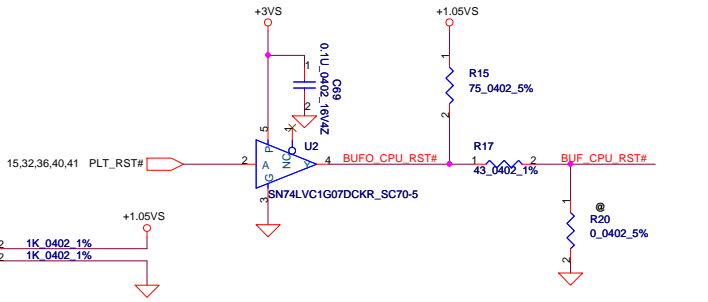 +3VS
+1.05VS
1
0.1U_0402_16V4Z
C69
2
1
R15
75_0402_5%
2
5
1
U2
P
NC
15,32,36,40,41 PLT_RST#
2
A
Y
4
BUFO_CPU_RST#
1
R17
2
43_0402_1%
BUF_CPU_RST#
G
3
SN74LVC1G07DCKR_SC70-5
1
@
R20
0_0402_5%
2
+1.05VS
2
1K_0402_1%
2
1K_0402_1%